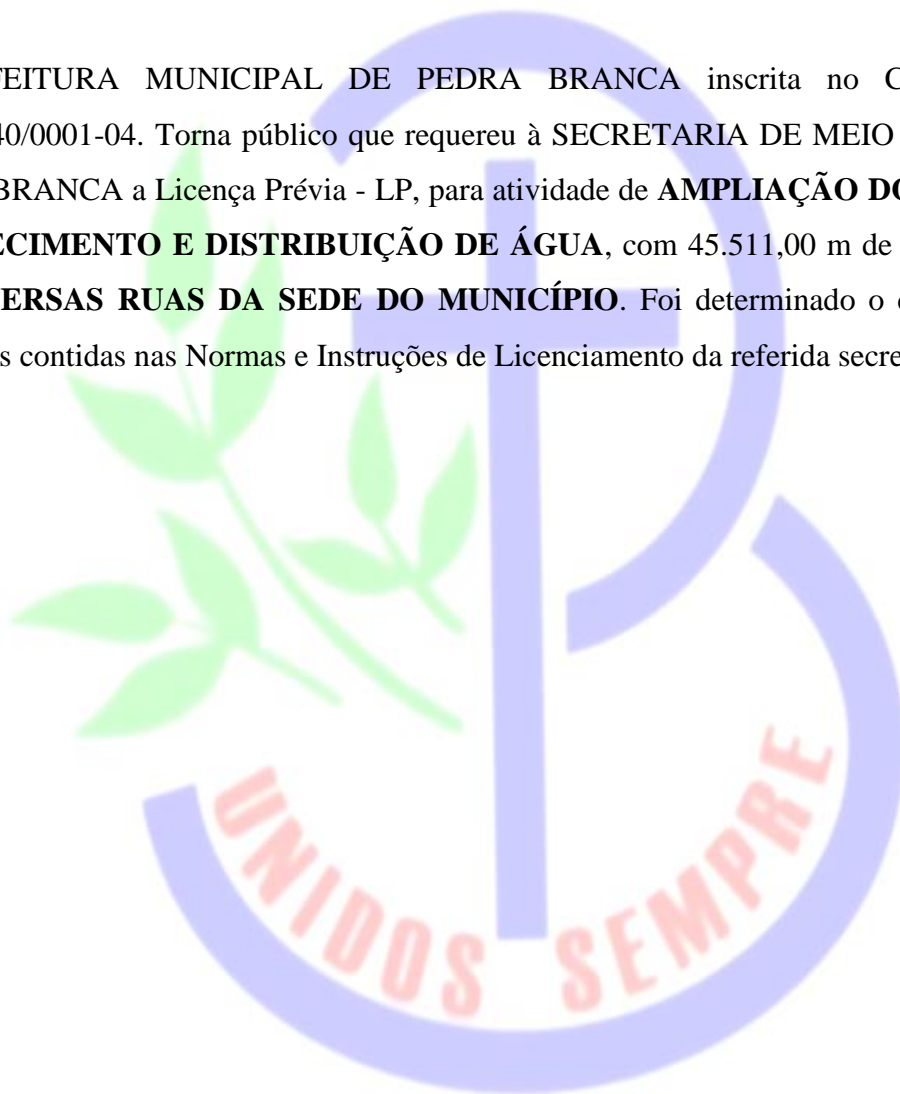 FEITURA MUNICIPAL DE PEDRA BRANCA inscrita no C
40/0001-04. Torna público que requereu à SECRETARIA DE MEIO
BRANCA a Licença Prévia - LP, para atividade de AMPLIAÇÃO DO
ECIMENTO E DISTRIBUIÇÃO DE ÁGUA, com 45.511,00 m de
ERSAS RUAS DA SEDE DO MUNICÍPIO. Foi determinado o
s contidas nas Normas e Instruções de Licenciamento da referida secre
UNIDOS SEMPRE